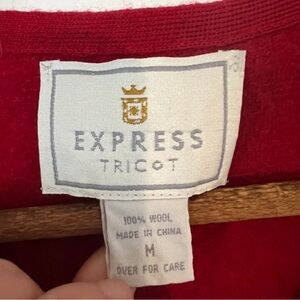 EXPRESS
TRICOT
100% WOOL
MADE IN CHINA
M
OVER FOR CARE